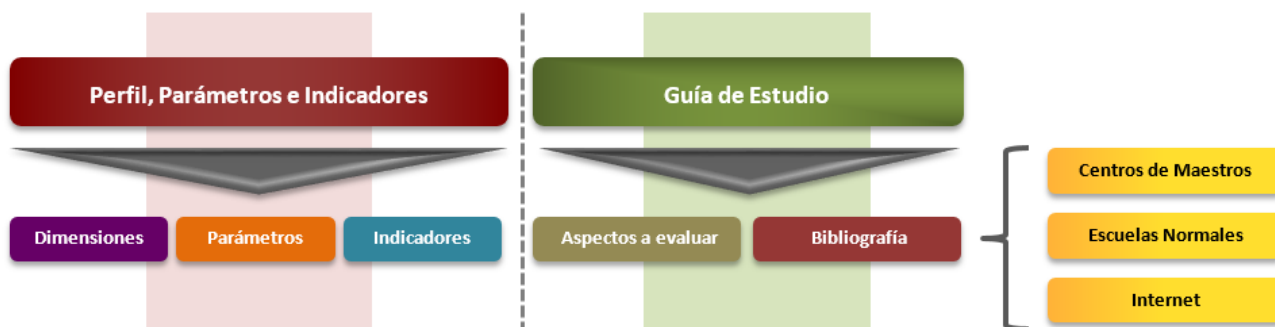 Perfil, Parámetros e Indicadores
Guía de Estudio
Dimensiones
Parámetros
Indicadores
Aspectos a evaluar
Bibliografía
Centros de Maestros
Escuelas Normales
Internet